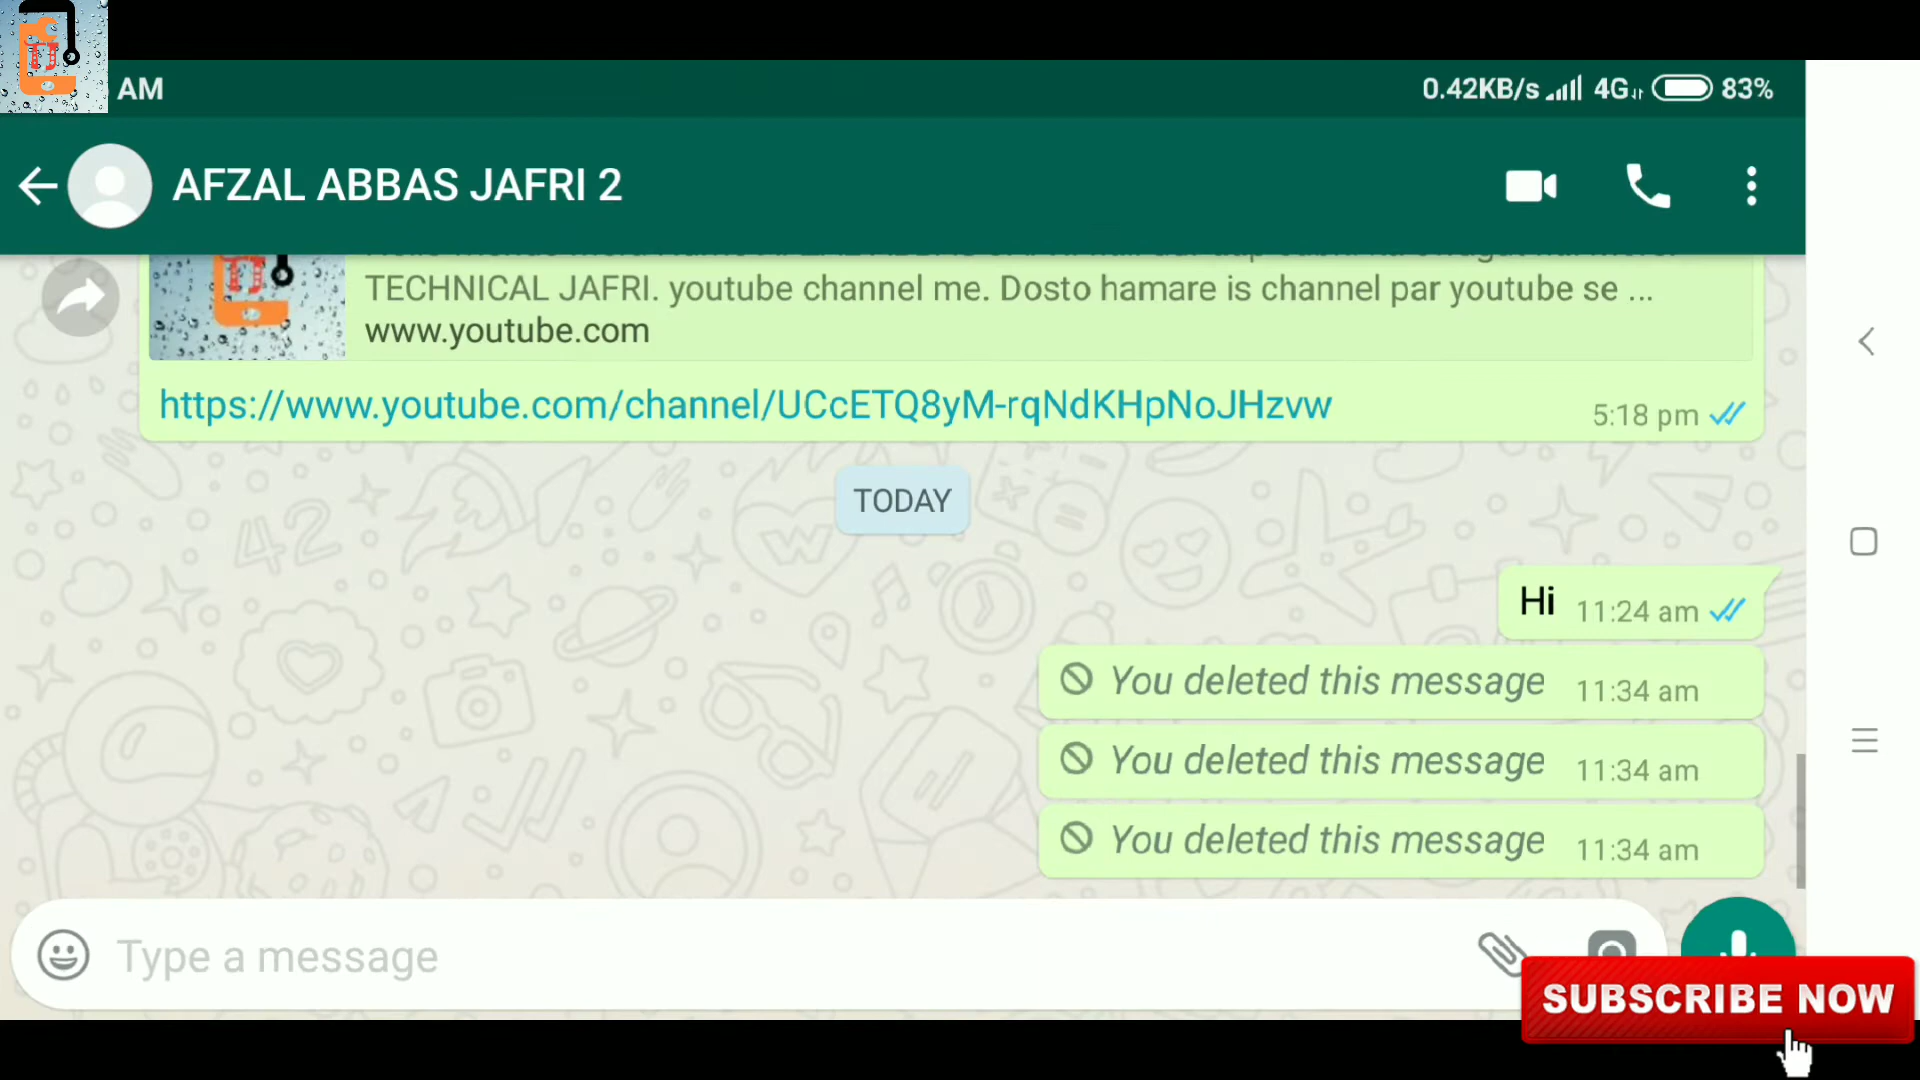 AM
0.42KB/s 4G 83%
AFZAL ABBAS JAFRI 2
TECHNICAL JAFRI. youtube channel me. Dosto hamare is channel par youtube se ...
www.youtube.com
https://www.youtube.com/channel/UCcETQ8yM-rqNdKHpNoJHzvw
5:18 pm
TODAY
Hi 11:24 am
You deleted this message 11:34 am
You deleted this message 11:34 am
You deleted this message 11:34 am
Type a message
SUBSCRIBE NOW